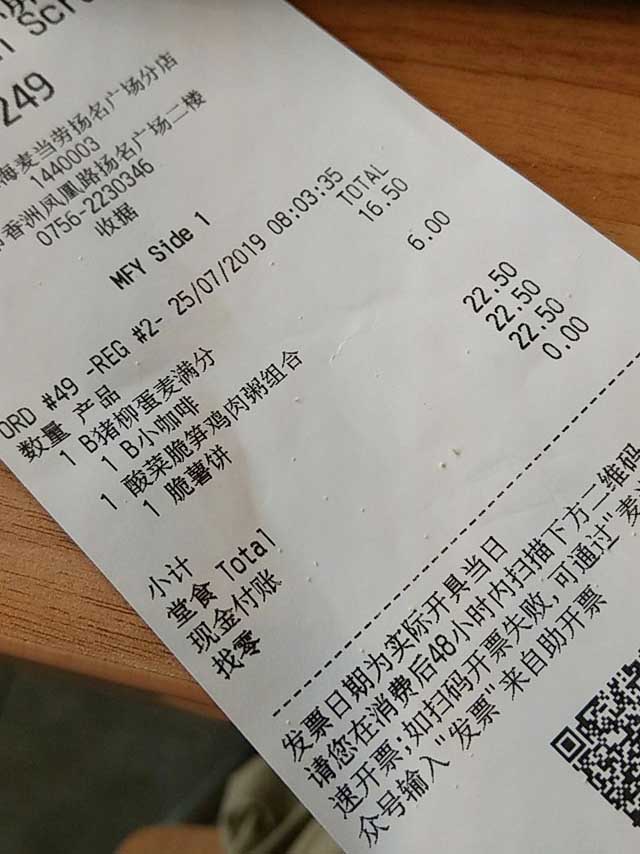 249
海麦当劳扬名广场分店
1440003
香洲凤凰路扬名广场二楼
0756-2230346
收据
MFY Side 1
ORD #49 -REG #2- 25/07/2019 08:03:35
数量 产品 TOTAL
1 B猪柳蛋麦满分 16.50
1 B小咖啡
1 酸菜脆笋鸡肉粥组合 6.00
1 脆薯饼
小计 22.50
堂食 Total 22.50
现金付账 22.50
找零 0.00
发票日期为实际开具当日
请您在消费后48小时内扫描下方二维码
速开票;如扫码开票失败,可通过"麦
众号输入"发票"来自助开票